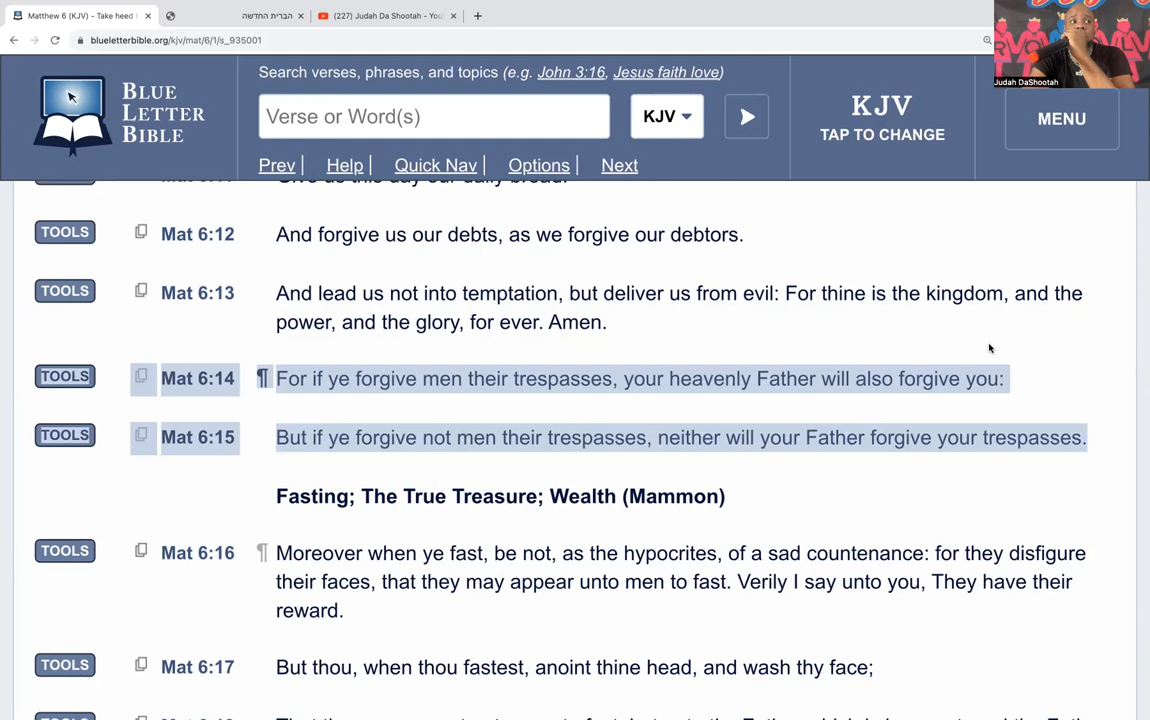 Matthew 6 (KJV) - Take heed t
הברית החדשה
(227) Judah Da Shootah - You
blueletterbible.org/kjv/mat/6/1/s_935001
Judah DaShootah
BLUE
LETTER
BIBLE
Search verses, phrases, and topics (e.g. John 3:16, Jesus faith love)
Verse or Word(s)
KJV
Prev | Help | Quick Nav | Options | Next
KJV
TAP TO CHANGE
MENU
Give us this day our daily bread.
TOOLS Mat 6:12 And forgive us our debts, as we forgive our debtors.
TOOLS Mat 6:13 And lead us not into temptation, but deliver us from evil: For thine is the kingdom, and the
power, and the glory, for ever. Amen.
TOOLS Mat 6:14 ¶ For if ye forgive men their trespasses, your heavenly Father will also forgive you:
TOOLS Mat 6:15 But if ye forgive not men their trespasses, neither will your Father forgive your trespasses.
Fasting; The True Treasure; Wealth (Mammon)
TOOLS Mat 6:16 ¶ Moreover when ye fast, be not, as the hypocrites, of a sad countenance: for they disfigure
their faces, that they may appear unto men to fast. Verily I say unto you, They have their
reward.
TOOLS Mat 6:17 But thou, when thou fastest, anoint thine head, and wash thy face;